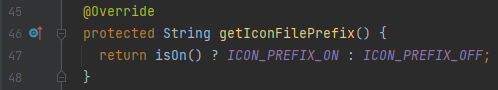 45 @Override
46 protected String getIconFilePrefix() {
47 return isOn() ? ICON_PREFIX_ON : ICON_PREFIX_OFF;
48 }